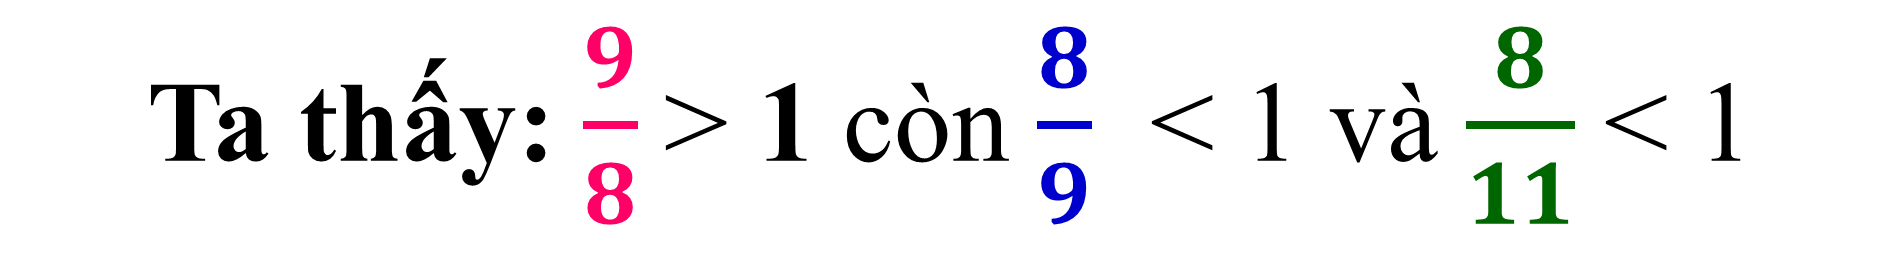 Ta thấy: 9/8 > 1 còn 8/9 < 1 và 8/11 < 1